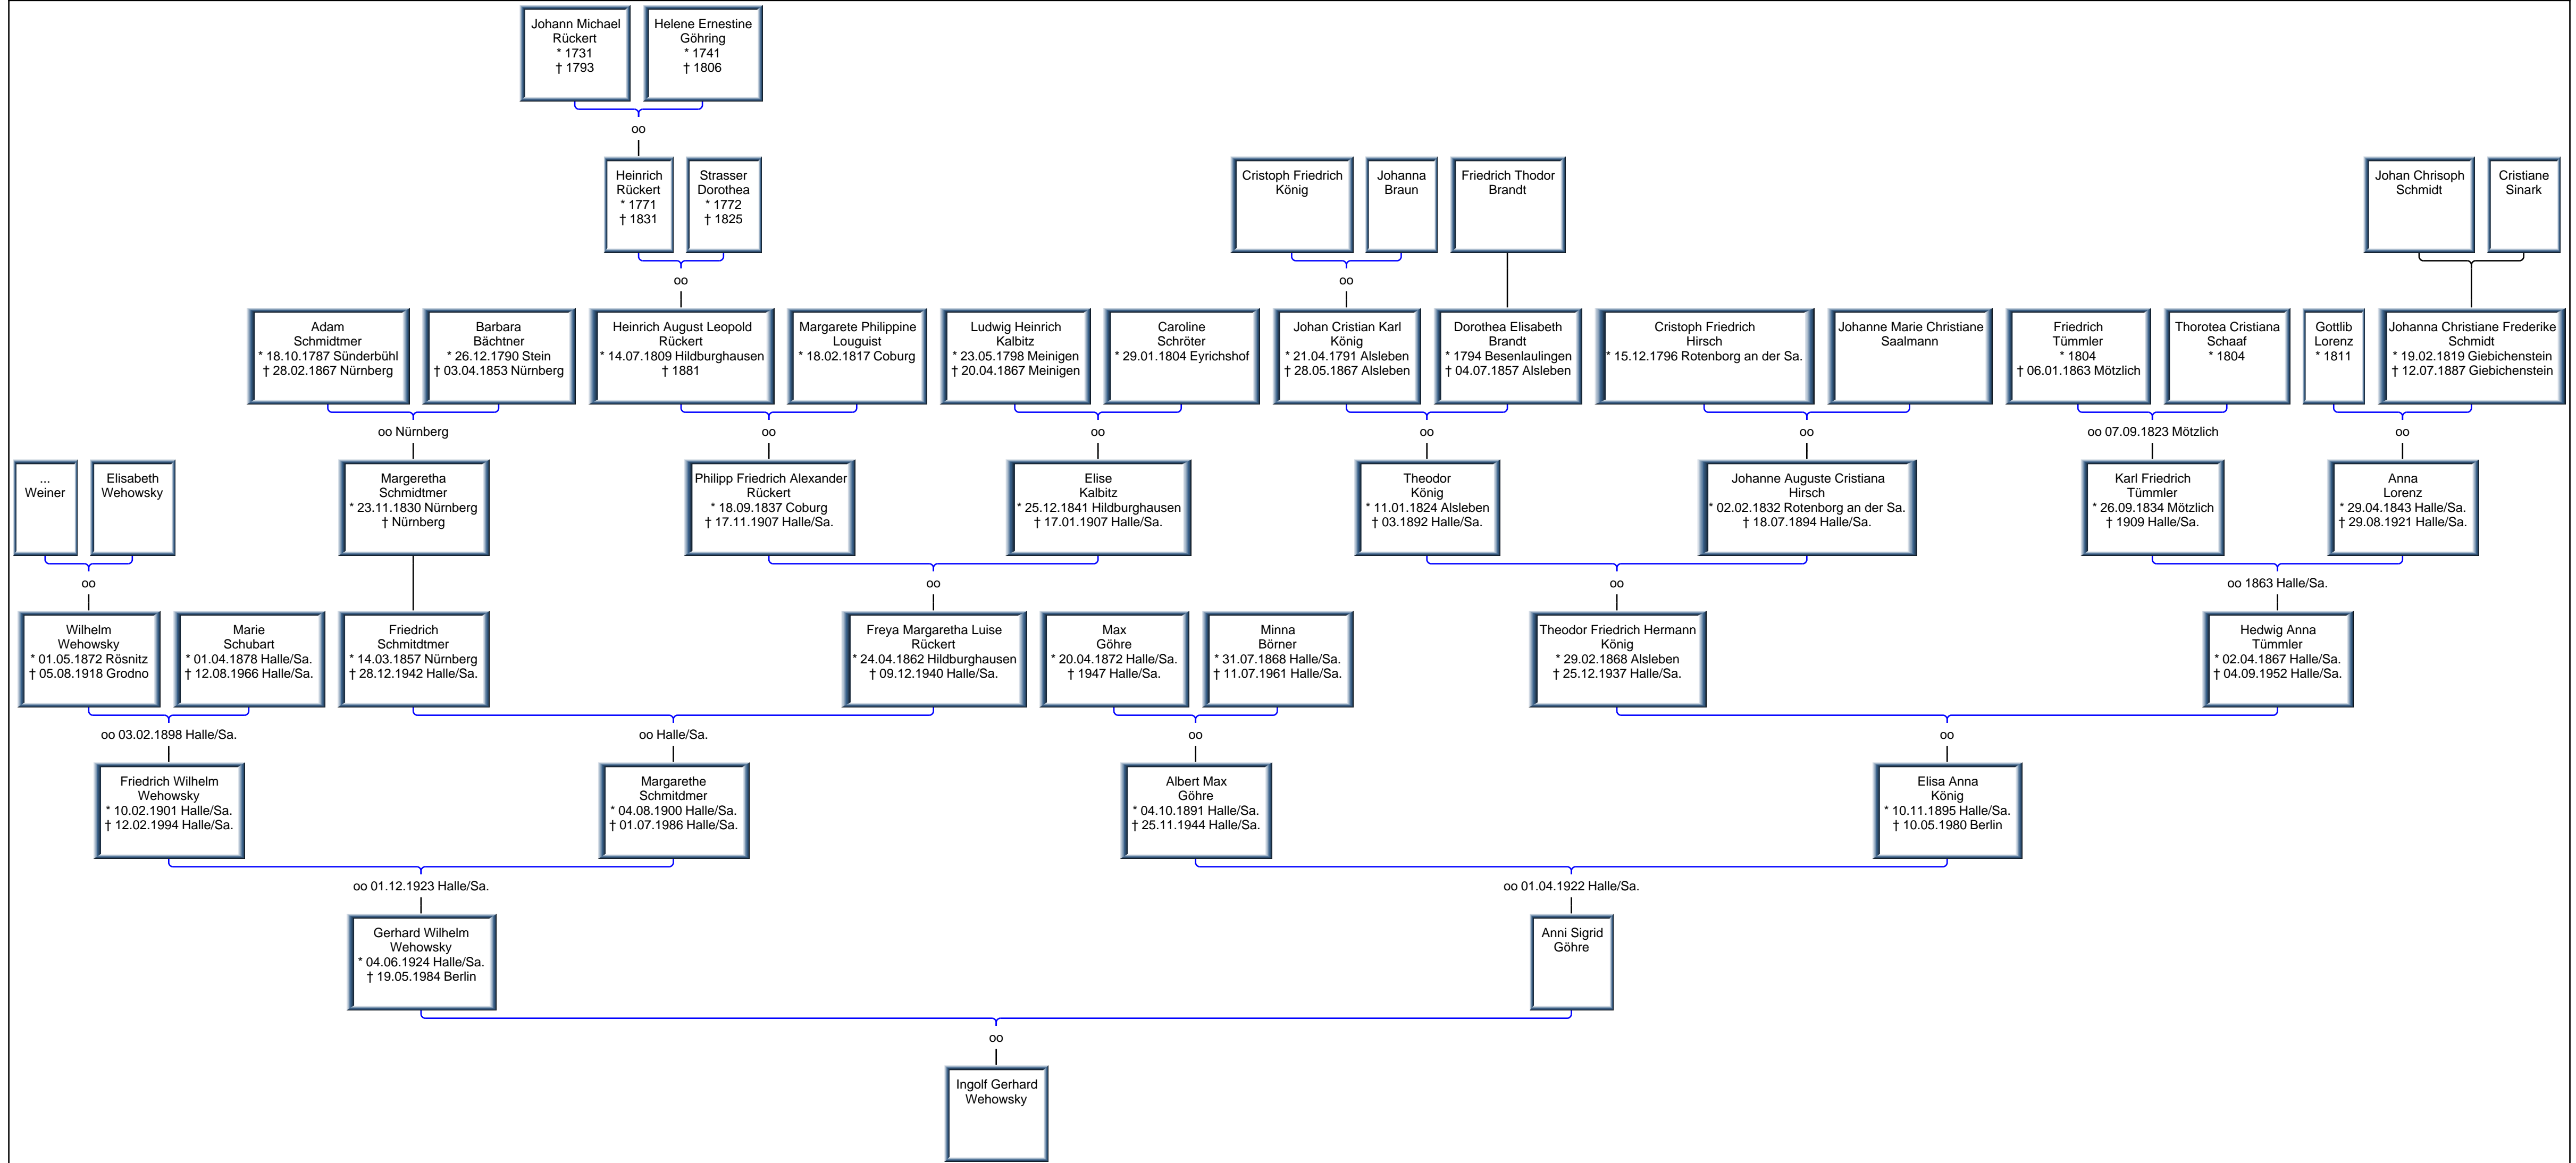 Johann Michael
Rückert
* 1731
† 1793
Helene Ernestine
Göhring
* 1741
† 1806
oo
Heinrich
Rückert
* 1771
† 1831
Strasser
Dorothea
* 1772
† 1825
Cristoph Friedrich
König
Johanna
Braun
Friedrich Thodor
Brandt
Johan Chrisoph
Schmidt
Cristiane
Sinark
oo
oo
Adam
Schmidtmer
* 18.10.1787 Sünderbühl
† 28.02.1867 Nürnberg
Barbara
Bächtner
* 26.12.1790 Stein
† 03.04.1853 Nürnberg
Heinrich August Leopold
Rückert
* 14.07.1809 Hildburghausen
† 1881
Margarete Philippine
Louguist
* 18.02.1817 Coburg
Ludwig Heinrich
Kalbitz
* 23.05.1798 Meinigen
† 20.04.1867 Meinigen
Caroline
Schröter
* 29.01.1804 Eyrichshof
Johan Cristian Karl
König
* 21.04.1791 Alsleben
† 28.05.1867 Alsleben
Dorothea Elisabeth
Brandt
* 1794 Besenlaulingen
† 04.07.1857 Alsleben
Cristoph Friedrich
Hirsch
* 15.12.1796 Rotenborg an der Sa.
Johanne Marie Christiane
Saalmann
Friedrich
Tümmler
* 1804
† 06.01.1863 Mötzlich
Thorotea Cristiana
Schaaf
* 1804
Gottlib
Lorenz
* 1811
Johanna Christiane Frederike
Schmidt
* 19.02.1819 Giebichenstein
† 12.07.1887 Giebichenstein
oo Nürnberg
oo
oo
oo
oo
oo 07.09.1823 Mötzlich
oo
...
Weiner
Elisabeth
Wehowsky
Margeretha
Schmidtmer
* 23.11.1830 Nürnberg
† Nürnberg
Philipp Friedrich Alexander
Rückert
* 18.09.1837 Coburg
† 17.11.1907 Halle/Sa.
Elise
Kalbitz
* 25.12.1841 Hildburghausen
† 17.01.1907 Halle/Sa.
Theodor
König
* 11.01.1824 Alsleben
† 03.1892 Halle/Sa.
Johanne Auguste Cristiana
Hirsch
* 02.02.1832 Rotenborg an der Sa.
† 18.07.1894 Halle/Sa.
Karl Friedrich
Tümmler
* 26.09.1834 Mötzlich
† 1909 Halle/Sa.
Anna
Lorenz
* 29.04.1843 Halle/Sa.
† 29.08.1921 Halle/Sa.
oo
oo
oo
oo 1863 Halle/Sa.
Wilhelm
Wehowsky
* 01.05.1872 Rösnitz
† 05.08.1918 Grodno
Marie
Schubart
* 01.04.1878 Halle/Sa.
† 12.08.1966 Halle/Sa.
Friedrich
Schmitdtmer
* 14.03.1857 Nürnberg
† 28.12.1942 Halle/Sa.
Freya Margaretha Luise
Rückert
* 24.04.1862 Hildburghausen
† 09.12.1940 Halle/Sa.
Max
Göhre
* 20.04.1872 Halle/Sa.
† 1947 Halle/Sa.
Minna
Börner
* 31.07.1868 Halle/Sa.
† 11.07.1961 Halle/Sa.
Theodor Friedrich Hermann
König
* 29.02.1868 Alsleben
† 25.12.1937 Halle/Sa.
Hedwig Anna
Tümmler
* 02.04.1867 Halle/Sa.
† 04.09.1952 Halle/Sa.
oo 03.02.1898 Halle/Sa.
oo Halle/Sa.
oo
oo
Friedrich Wilhelm
Wehowsky
* 10.02.1901 Halle/Sa.
† 12.02.1994 Halle/Sa.
Margarethe
Schmitdmer
* 04.08.1900 Halle/Sa.
† 01.07.1986 Halle/Sa.
Albert Max
Göhre
* 04.10.1891 Halle/Sa.
† 25.11.1944 Halle/Sa.
Elisa Anna
König
* 10.11.1895 Halle/Sa.
† 10.05.1980 Berlin
oo 01.12.1923 Halle/Sa.
oo 01.04.1922 Halle/Sa.
Gerhard Wilhelm
Wehowsky
* 04.06.1924 Halle/Sa.
† 19.05.1984 Berlin
Anni Sigrid
Göhre
oo
Ingolf Gerhard
Wehowsky